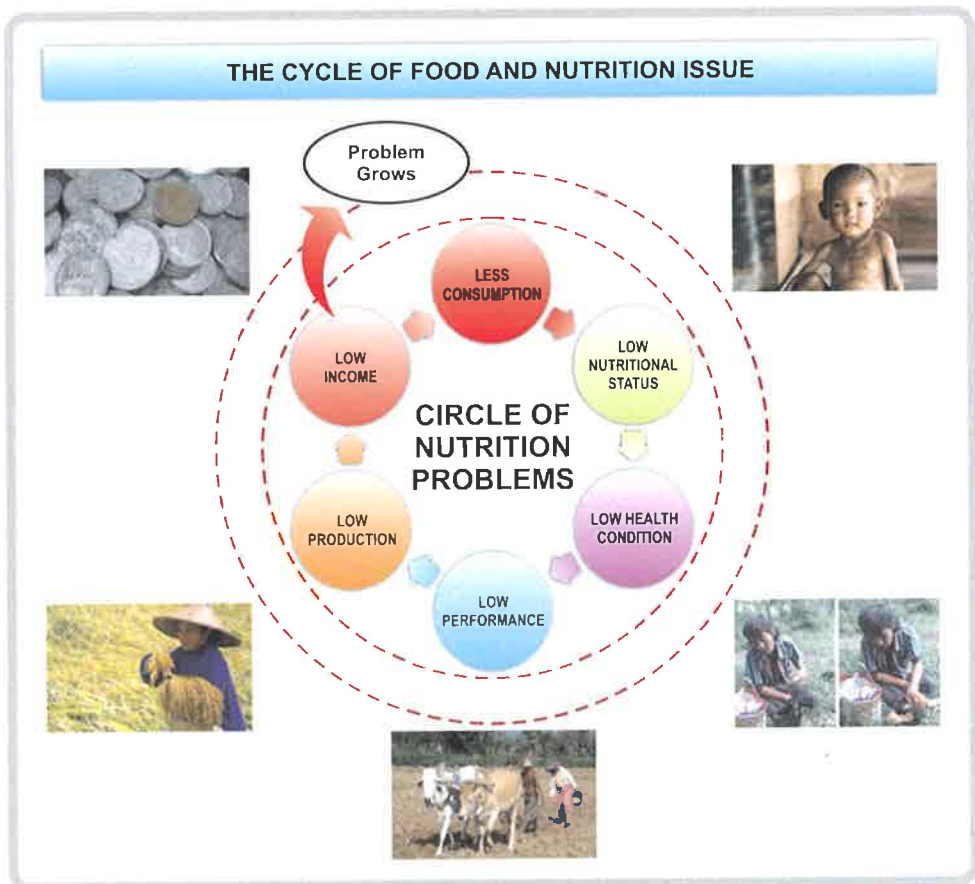 THE CYCLE OF FOOD AND NUTRITION ISSUE
Problem
Grows
LESS
CONSUMPTION
LOW
NUTRITIONAL
STATUS
LOW HEALTH
CONDITION
LOW
PERFORMANCE
LOW
PRODUCTION
LOW
INCOME
CIRCLE OF
NUTRITION
PROBLEMS